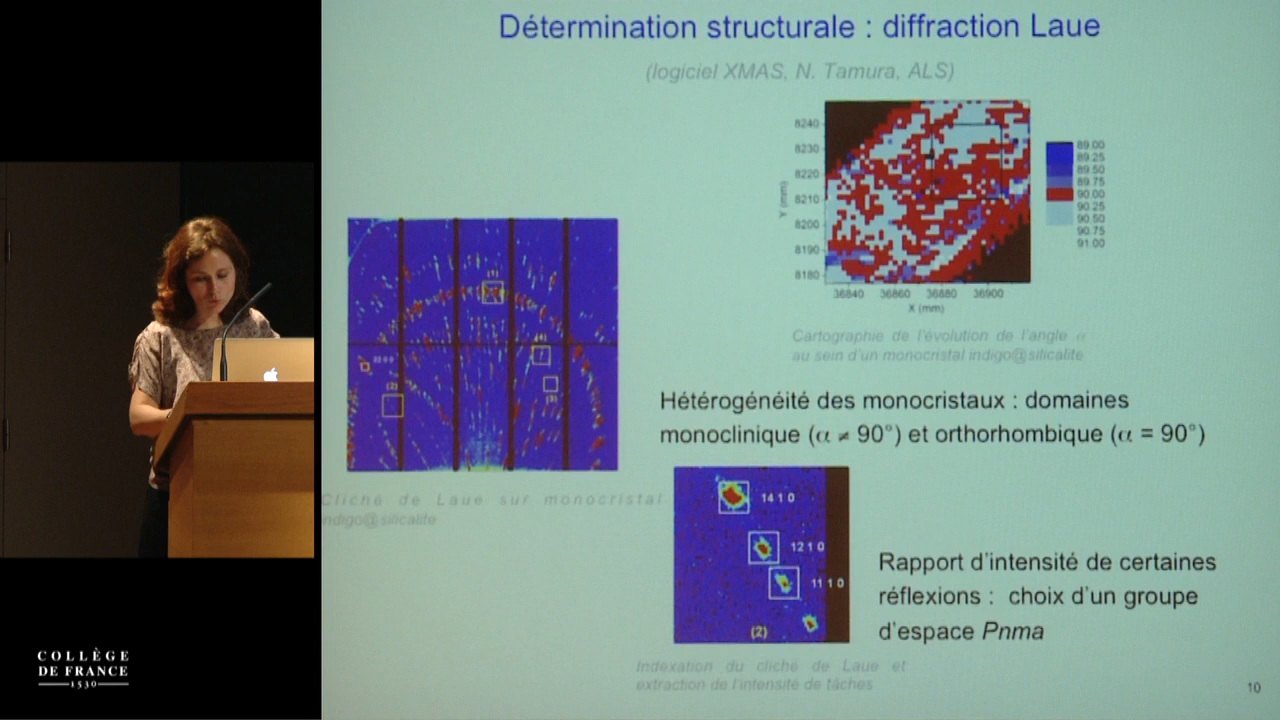 Détermination structurale : diffraction Laue
(logiciel XMAS, N. Tamura, ALS)
8240
8230
8220
8210
8200
8190
8180
Y (mm)
36840 36860 36880 36900
X (mm)
89.00
89.25
89.50
89.75
90.00
90.25
90.50
90.75
91.00
Cartographie de l'évolution de l'angle α
au sein d'un monocristal indigo@silicalite
(2)
Cliché de Laue sur monocristal
indigo@silicalite
Hétérogénéité des monocristaux : domaines
monoclinique (α ≠ 90°) et orthorhombique (α = 90°)
14 1 0
12 1 0
11 1 0
(2)
Rapport d'intensité de certaines
réflexions : choix d'un groupe
d'espace Pnma
Indexation du cliché de Laue et
extraction de l'intensité de tâches
10
COLLÈGE
DE FRANCE
1530